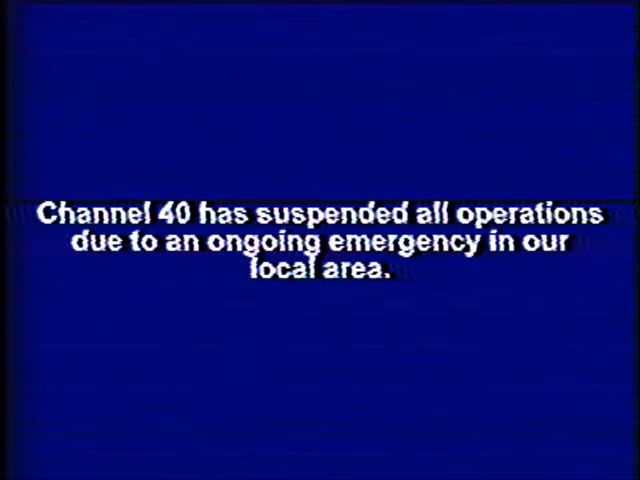 Channel 40 has suspended all operations
due to an ongoing emergency in our
local area.